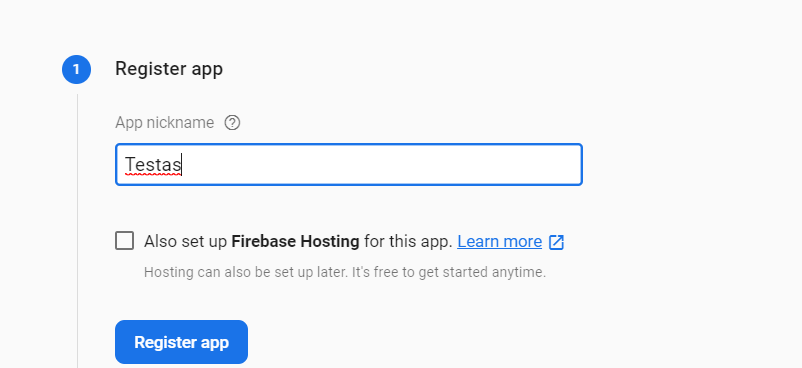 1 Register app
App nickname ?
Testas
Also set up Firebase Hosting for this app. Learn more
Hosting can also be set up later. It's free to get started anytime.
Register app